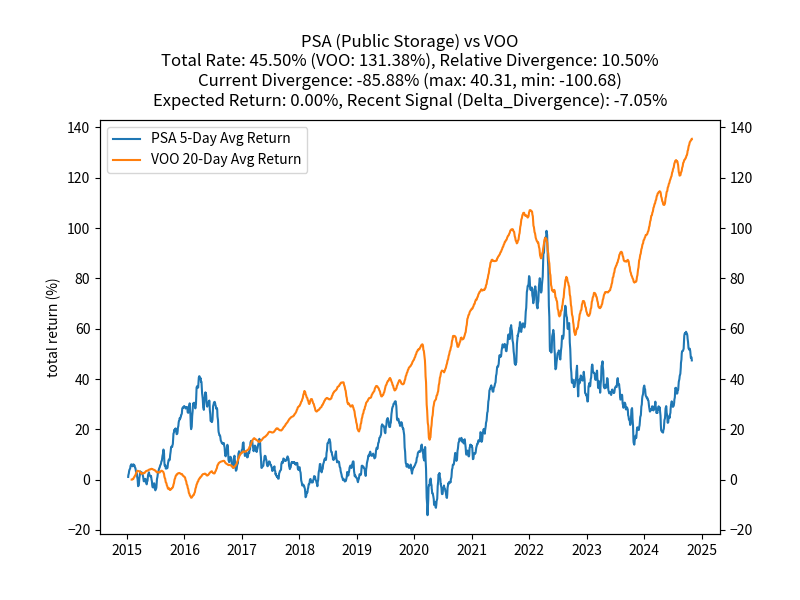 PSA (Public Storage) vs VOO
Total Rate: 45.50% (VOO: 131.38%), Relative Divergence: 10.50%
Current Divergence: -85.88% (max: 40.31, min: -100.68)
Expected Return: 0.00%, Recent Signal (Delta_Divergence): -7.05%
PSA 5-Day Avg Return
VOO 20-Day Avg Return
total return (%)
140
120
100
80
60
40
20
0
−20
140
120
100
80
60
40
20
0
−20
2015 2016 2017 2018 2019 2020 2021 2022 2023 2024 2025